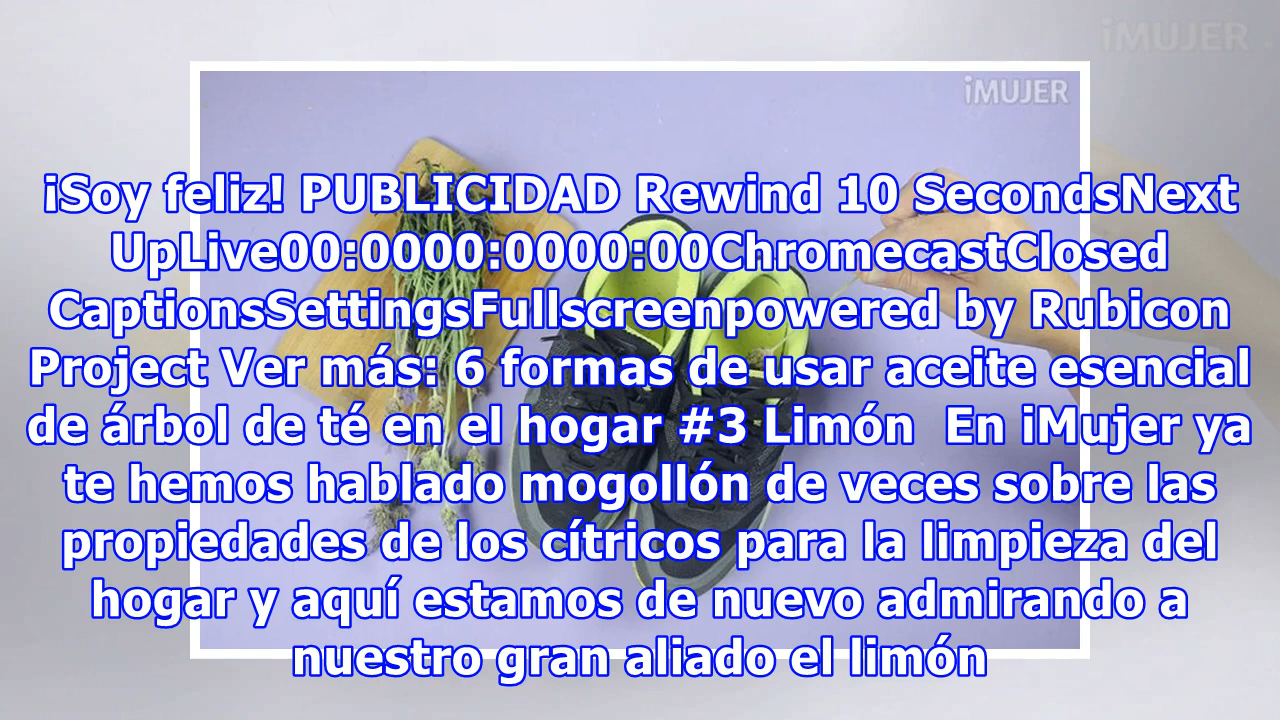 iMUJER
iMUJER
¡Soy feliz! PUBLICIDAD Rewind 10 SecondsNext
UpLive00:0000:0000:00ChromecastClosed
CaptionsSettingsFullscreenpowered by Rubicon
Project Ver más: 6 formas de usar aceite esencial
de árbol de té en el hogar #3 Limón  En iMujer ya
te hemos hablado mogollón de veces sobre las
propiedades de los cítricos para la limpieza del
hogar y aquí estamos de nuevo admirando a
nuestro gran aliado el limón